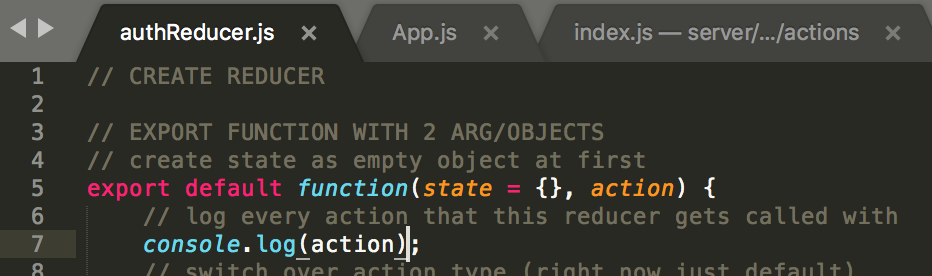 authReducer.js × App.js × index.js — server/.../actions ×
1 // CREATE REDUCER
2
3 // EXPORT FUNCTION WITH 2 ARG/OBJECTS
4 // create state as empty object at first
5 export default function(state = {}, action) {
6 // log every action that this reducer gets called with
7 console.log(action);
8 // switch over action type (right now just default)